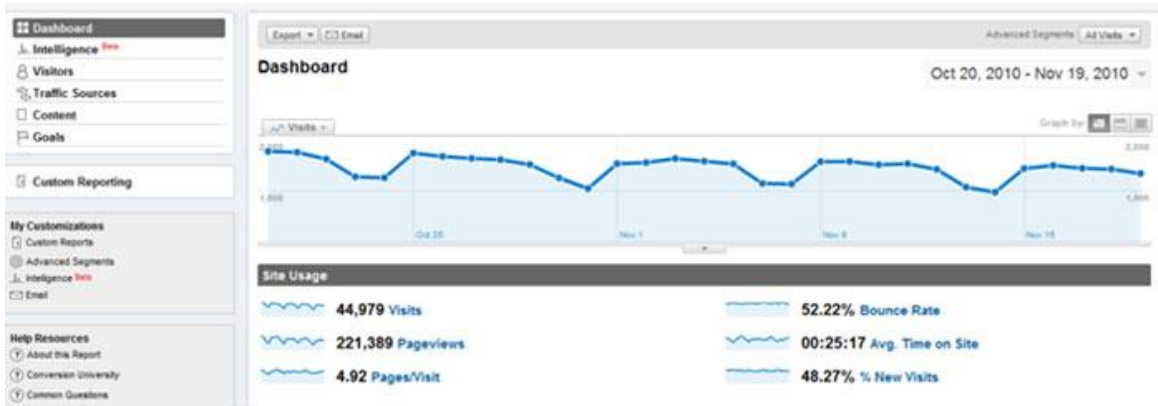 Dashboard
Intelligence Beta
Visitors
Traffic Sources
Content
Goals
Custom Reporting
My Customizations
Custom Reports
Advanced Segments
Intelligence Beta
Email
Help Resources
About this Report
Conversion University
Common Questions
Export Email
Advanced Segments: All Visits
Dashboard
Oct 20, 2010 - Nov 19, 2010
Visits
Graph by:
2,000 2,000
1,000 1,000
Oct 25 Nov 1 Nov 8 Nov 15
Site Usage
44,979 Visits
52.22% Bounce Rate
221,389 Pageviews
00:25:17 Avg. Time on Site
4.92 Pages/Visit
48.27% % New Visits